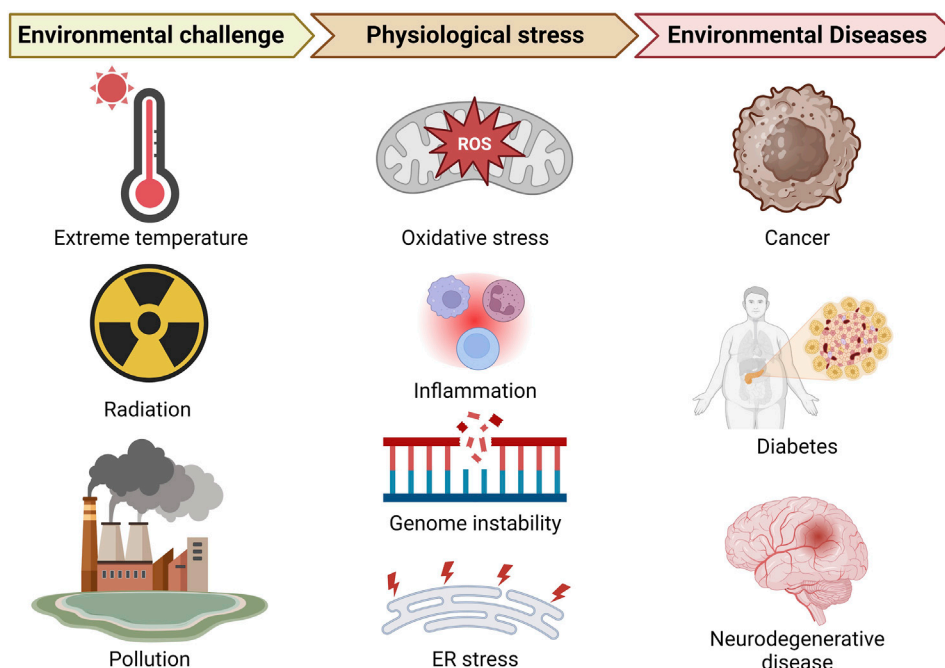 Environmental challenge
Physiological stress
Environmental Diseases
Extreme temperature
Radiation
Pollution
ROS
Oxidative stress
Inflammation
Genome instability
ER stress
Cancer
Diabetes
Neurodegenerative
disease